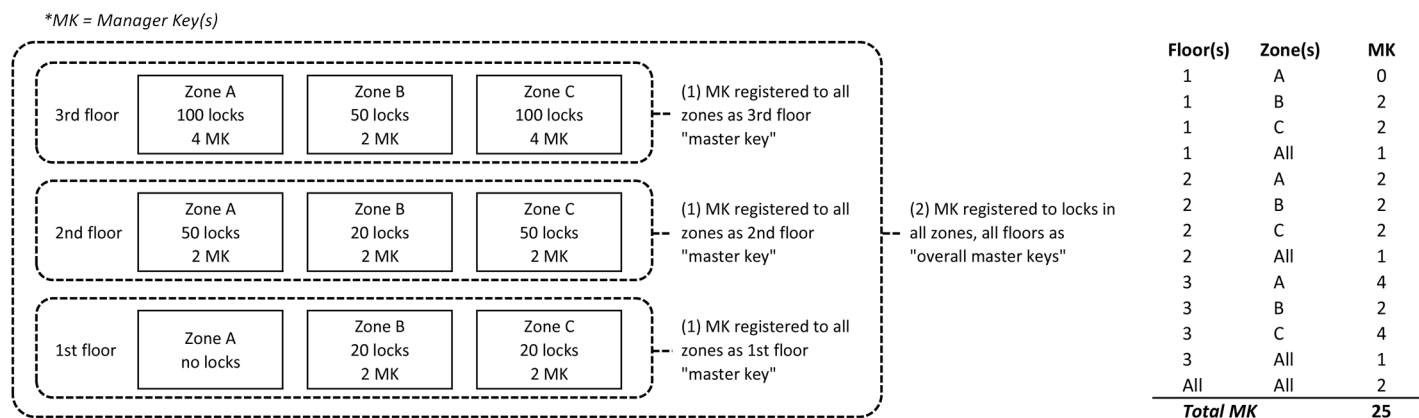 *MK = Manager Key(s)
3rd floor
Zone A
100 locks
4 MK
Zone B
50 locks
2 MK
Zone C
100 locks
4 MK
(1) MK registered to all
zones as 3rd floor
"master key"
2nd floor
Zone A
50 locks
2 MK
Zone B
20 locks
2 MK
Zone C
50 locks
2 MK
(1) MK registered to all
zones as 2nd floor
"master key"
1st floor
Zone A
no locks
Zone B
20 locks
2 MK
Zone C
20 locks
2 MK
(1) MK registered to all
zones as 1st floor
"master key"
(2) MK registered to locks in
all zones, all floors as
"overall master keys"
Floor(s) Zone(s) MK
1 A 0
1 B 2
1 C 2
1 All 1
2 A 2
2 B 2
2 C 2
2 All 1
3 A 4
3 B 2
3 C 4
3 All 1
All All 2
Total MK 25